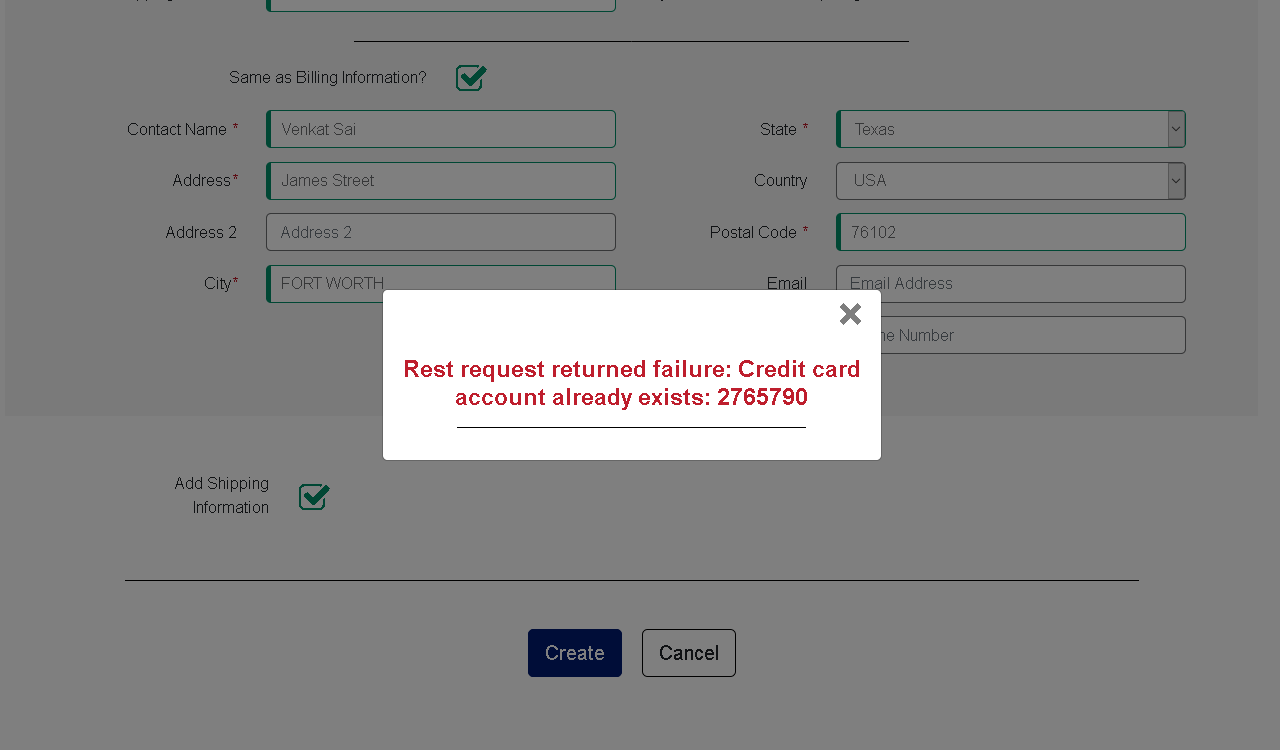 Same as Billing Information?
Contact Name * Venkat Sai State * Texas
Address* James Street Country USA
Address 2 Address 2 Postal Code * 76102
City* FORT WORTH Email Email Address
Number
Rest request returned failure: Credit card
account already exists: 2765790
Add Shipping
Information
Create Cancel